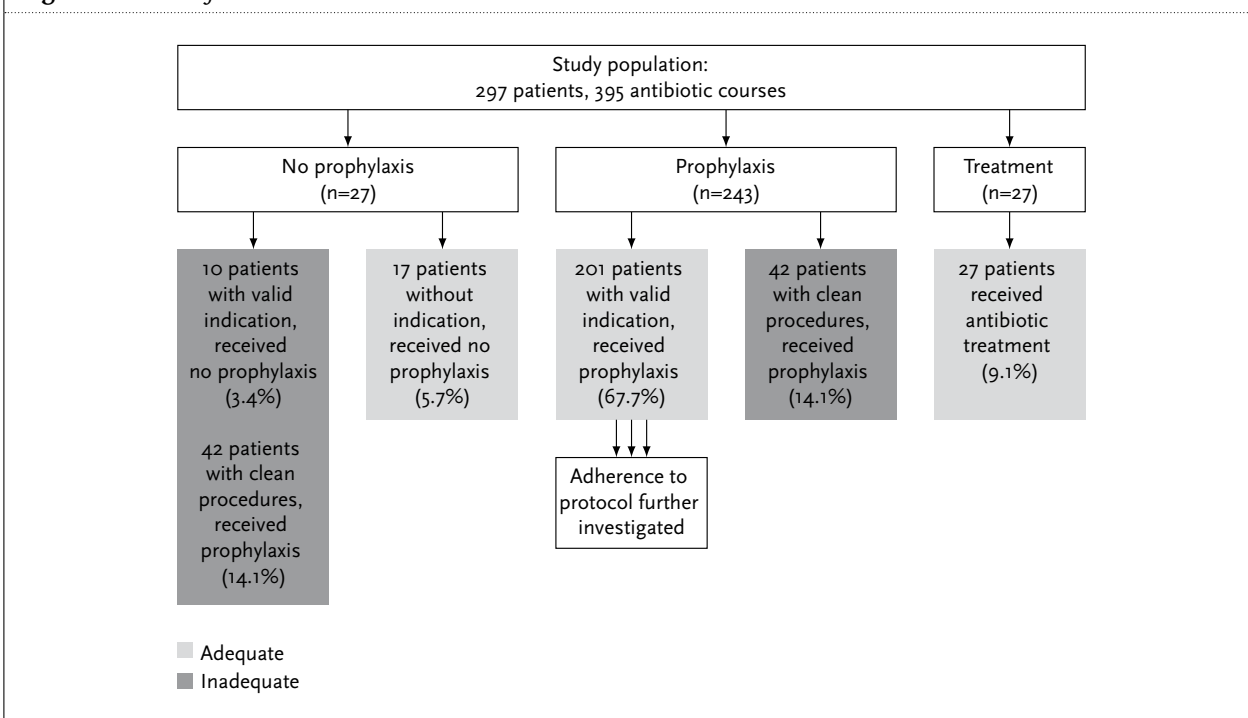 Study population:
297 patients, 395 antibiotic courses
No prophylaxis
(n=27)
Prophylaxis
(n=243)
Treatment
(n=27)
10 patients
with valid
indication,
received
no prophylaxis
(3.4%)
42 patients
with clean
procedures,
received
prophylaxis
(14.1%)
17 patients
without
indication,
received no
prophylaxis
(5.7%)
201 patients
with valid
indication,
received
prophylaxis
(67.7%)
Adherence to
protocol further
investigated
42 patients
with clean
procedures,
received
prophylaxis
(14.1%)
27 patients
received
antibiotic
treatment
(9.1%)
Adequate
Inadequate